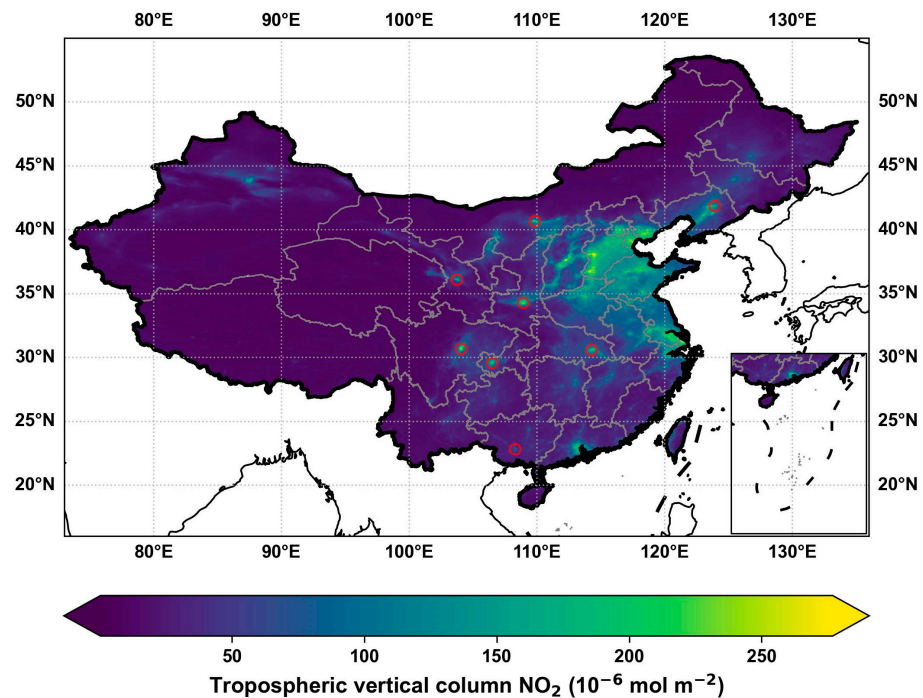 80°E 90°E 100°E 110°E 120°E 130°E
50°N 50°N
45°N 45°N
40°N 40°N
35°N 35°N
30°N 30°N
25°N 25°N
20°N 20°N
80°E 90°E 100°E 110°E 120°E 130°E
50 100 150 200 250
Tropospheric vertical column NO₂ (10⁻⁶ mol m⁻²)